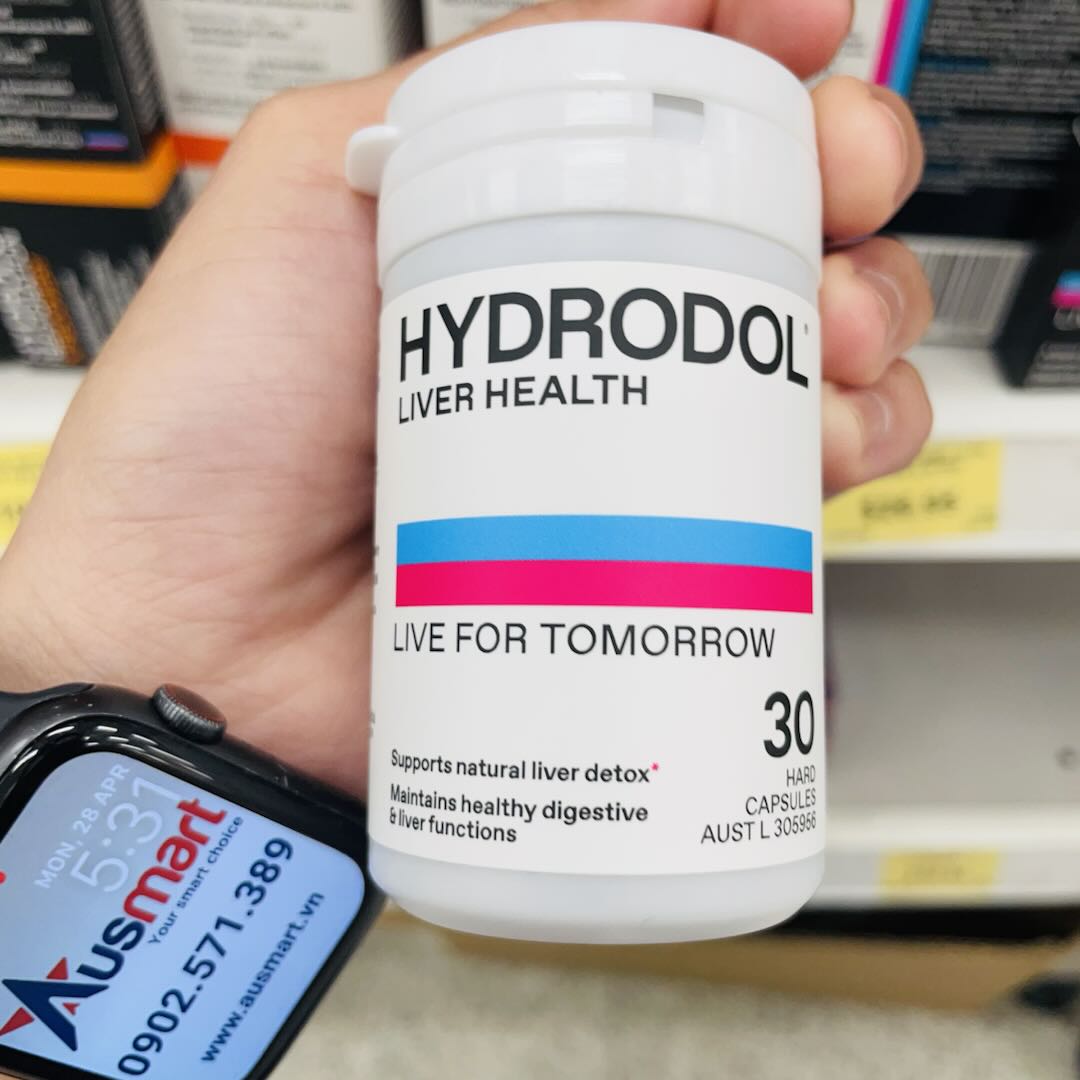 HYDRODOL
LIVER HEALTH
LIVE FOR TOMORROW
30
HARD
CAPSULES
AUST L 305956
Supports natural liver detox*
Maintains healthy digestive
& liver functions
MON, 28 APR
5:31
Ausmart
Your smart choice
0902.571.389
www.ausmart.vn